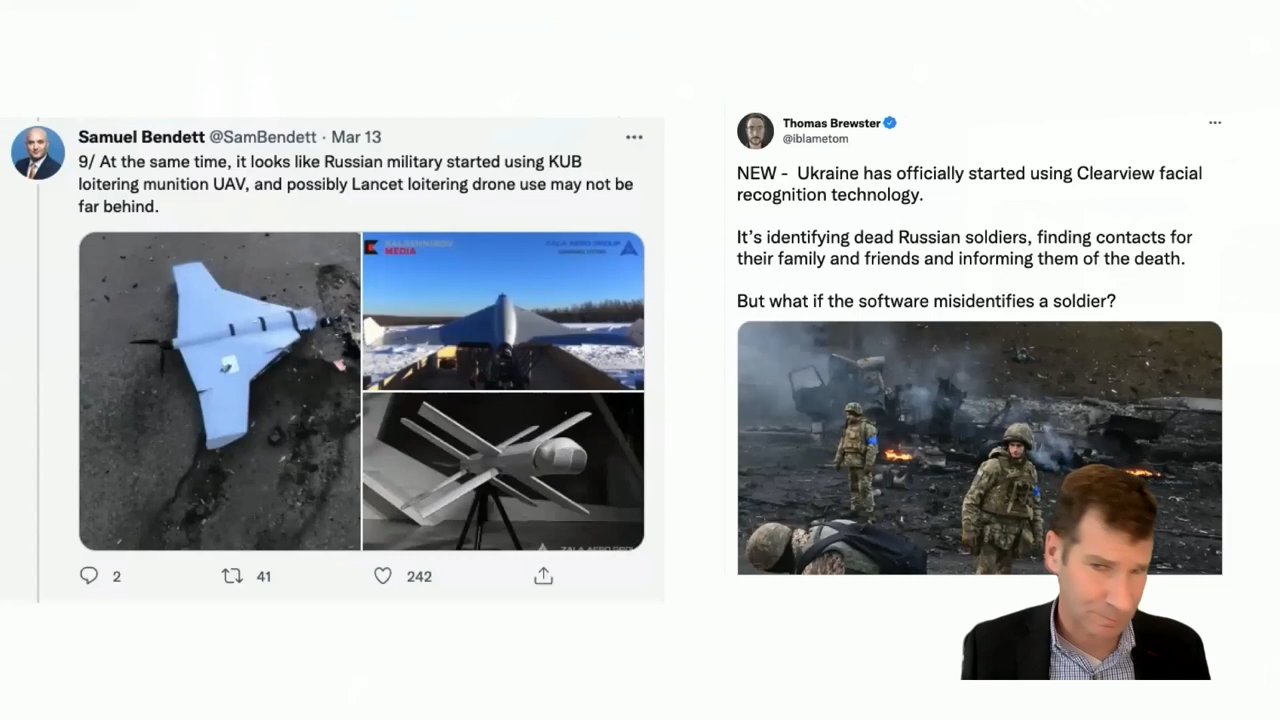 Samuel Bendett @SamBendett · Mar 13
9/ At the same time, it looks like Russian military started using KUB
loitering munition UAV, and possibly Lancet loitering drone use may not be
far behind.
MEDIA
2
41
242
Thomas Brewster
@iblametom
NEW - Ukraine has officially started using Clearview facial
recognition technology.
It's identifying dead Russian soldiers, finding contacts for
their family and friends and informing them of the death.
But what if the software misidentifies a soldier?